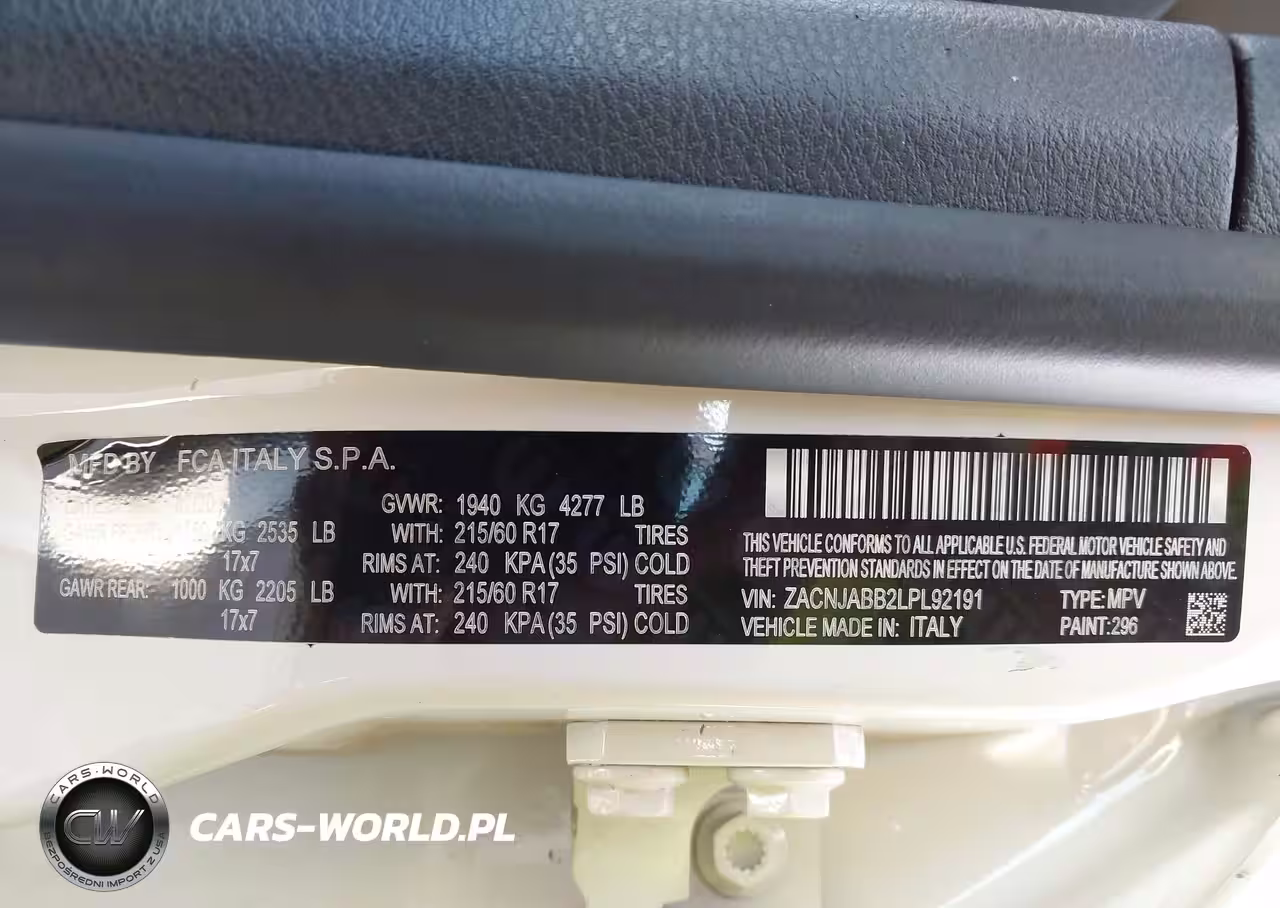 MFD BY FCA ITALY S.P.A.
GVWR: 1940 KG 4277 LB
KG 2535 LB WITH: 215/60 R17 TIRES
17x7 RIMS AT: 240 KPA (35 PSI) COLD
GAWR REAR: 1000 KG 2205 LB WITH: 215/60 R17 TIRES
17x7 RIMS AT: 240 KPA (35 PSI) COLD
THIS VEHICLE CONFORMS TO ALL APPLICABLE U.S. FEDERAL MOTOR VEHICLE SAFETY AND
THEFT PREVENTION STANDARDS IN EFFECT ON THE DATE OF MANUFACTURE SHOWN ABOVE.
VIN: ZACNJABB2LPL92191 TYPE: MPV
VEHICLE MADE IN: ITALY PAINT: 296
CARS-WORLD
CW
BEZPOŚREDNI IMPORT Z USA
CARS-WORLD.PL